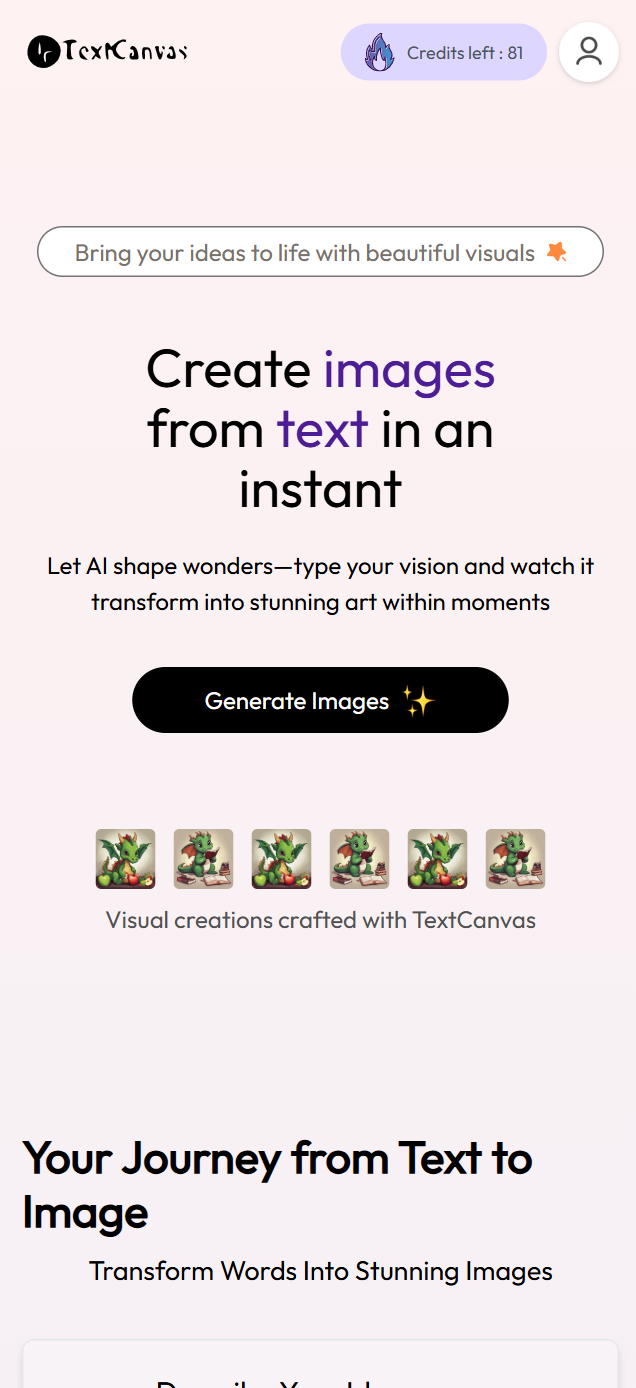 TextCanvas
Credits left : 81
Bring your ideas to life with beautiful visuals
Create images
from text in an
instant
Let AI shape wonders—type your vision and watch it
transform into stunning art within moments
Generate Images
Visual creations crafted with TextCanvas
Your Journey from Text to
Image
Transform Words Into Stunning Images